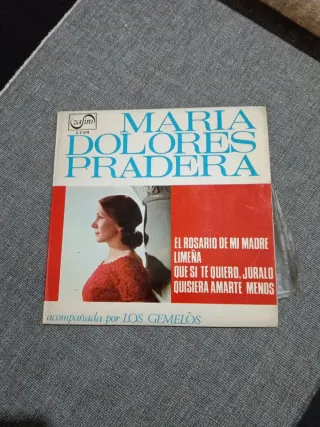 zafiro
MARIA
DOLORES
PRADERA
EL ROSARIO DE MI MADRE
LIMEÑA
QUE SI TE QUIERO, JURALO
QUISIERA AMARTE MENOS
acompañada por LOS GEMELOS